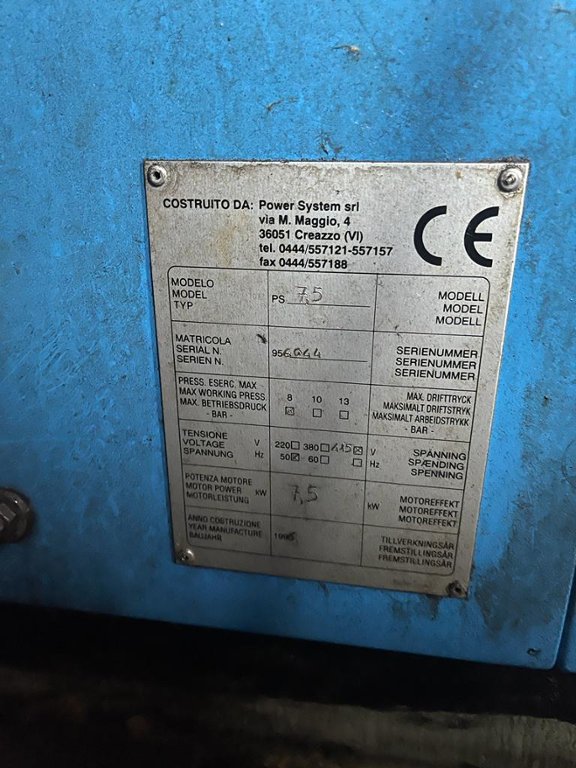 COSTRUITO DA: Power System srl
via M. Maggio, 4
36051 Creazzo (VI)
tel. 0444/557121-557157
fax 0444/557188
CE
MODELO
MODEL
TYP
PS 7,5
MODELL
MODEL
MODELL
MATRICOLA
SERIAL N.
SERIEN N.
SERIENUMMER
SERIENUMMER
SERIENUMMER
PRESS. ESERC. MAX
MAX WORKING PRESS
MAX. BETRIEBSDRUCK
- BAR -
8 10 13
MAX. DRIFTTRYCK
MAKSIMALT DRIFSTRYK
MAKSIMALT ARBEIDSTRYKK
- BAR -
TENSIONE V
VOLTAGE
SPANNUNG Hz
220 380 415 V
50 60 Hz
SPÄNNING
SPÆNDING
SPENNING
POTENZA MOTORE
MOTOR POWER kW
MOTORLEISTUNG
7,5
kW
MOTOREFFEKT
MOTOREFFEKT
MOTOREFFEKT
ANNO COSTRUZIONE
YEAR MANUFACTURE
BAUJAHR
TILLVERKNINGSÅR
FREMSTILLINGSÅR
FREMSTILLINGSÅR